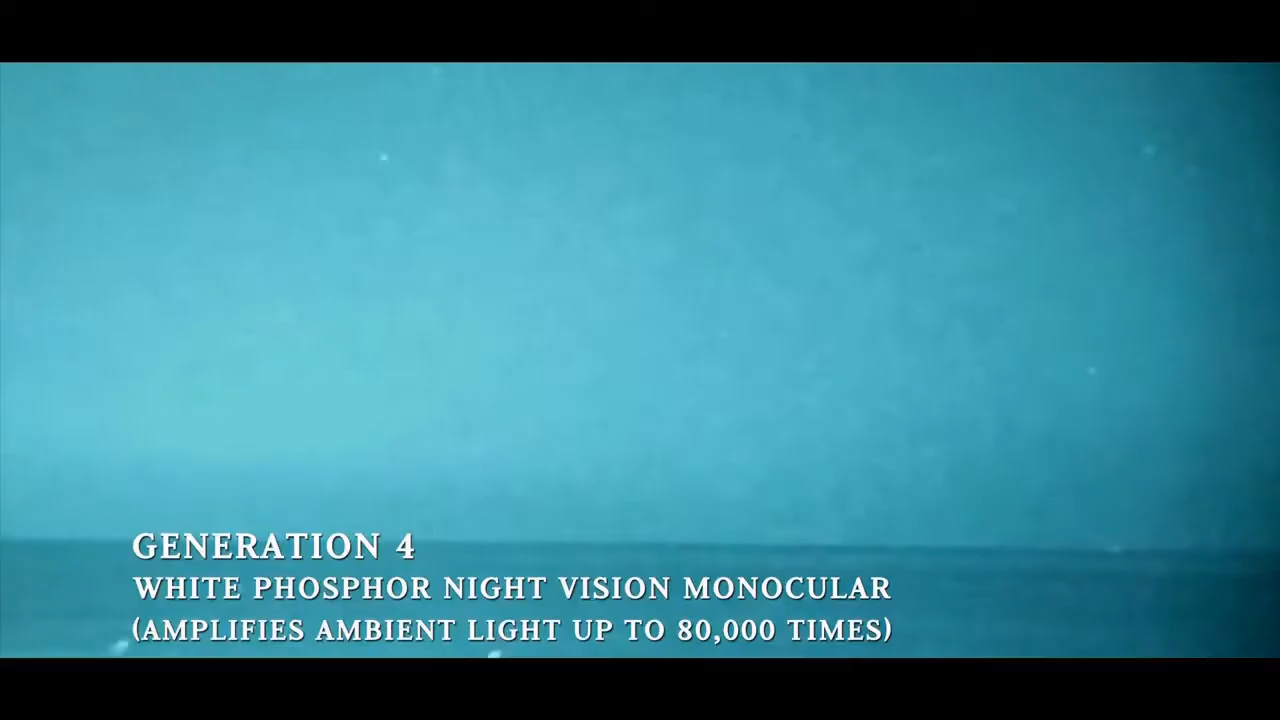 GENERATION 4
WHITE PHOSPHOR NIGHT VISION MONOCULAR
(AMPLIFIES AMBIENT LIGHT UP TO 80,000 TIMES)